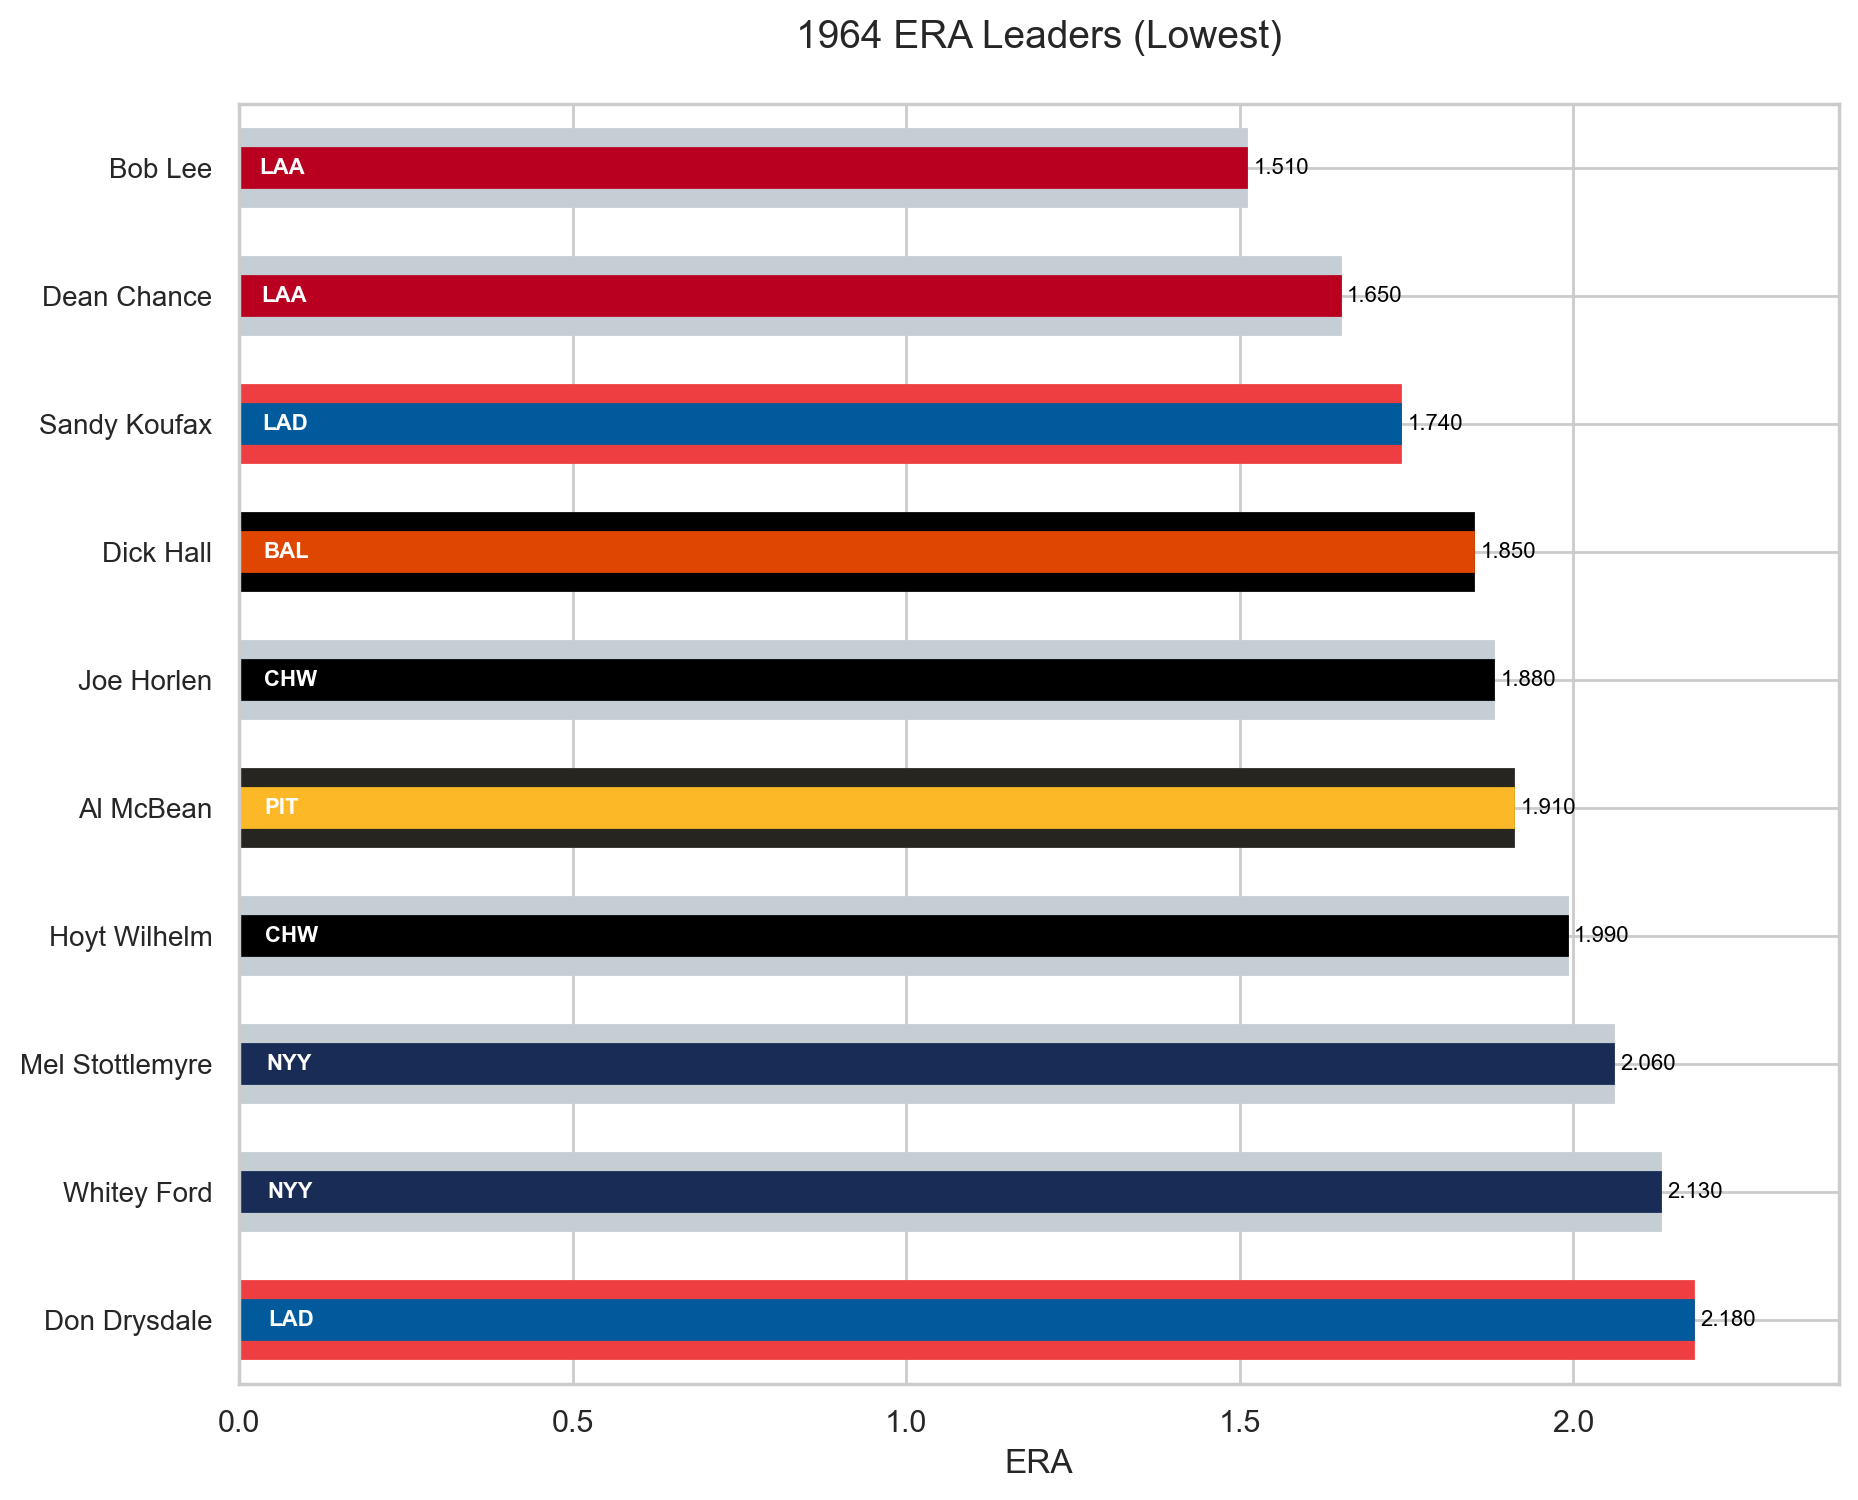 1964 ERA Leaders (Lowest)
Bob Lee LAA 1.510
Dean Chance LAA 1.650
Sandy Koufax LAD 1.740
Dick Hall BAL 1.850
Joe Horlen CHW 1.880
Al McBean PIT 1.910
Hoyt Wilhelm CHW 1.990
Mel Stottlemyre NYY 2.060
Whitey Ford NYY 2.130
Don Drysdale LAD 2.180
0.0 0.5 1.0 1.5 2.0
ERA